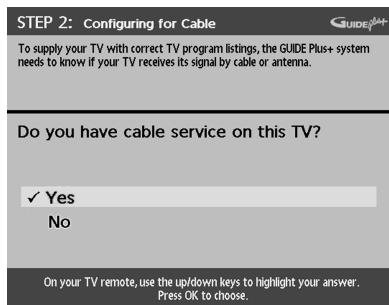 STEP 2: Configuring for Cable
GUIDE plus+
To supply your TV with correct TV program listings, the GUIDE Plus+ system
needs to know if your TV receives its signal by cable or antenna.
Do you have cable service on this TV?
✓ Yes
No
On your TV remote, use the up/down keys to highlight your answer.
Press OK to choose.